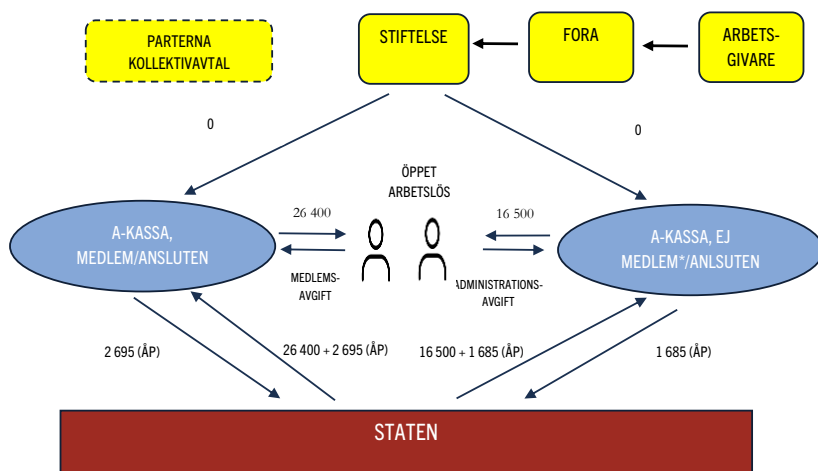 PARTERNA
KOLLEKTIVAVTAL
STIFTELSE
FORA
ARBETS-
GIVARE
0
0
ÖPPET
ARBETSLÖS
26 400
16 500
A-KASSA,
MEDLEM/ANSLUTEN
A-KASSA, EJ
MEDLEM*/ANLSUTEN
MEDLEMS-
AVGIFT
ADMINISTRATIONS-
AVGIFT
2 695 (ÅP)
26 400 + 2 695 (ÅP)
16 500 + 1 685 (ÅP)
1 685 (ÅP)
STATEN